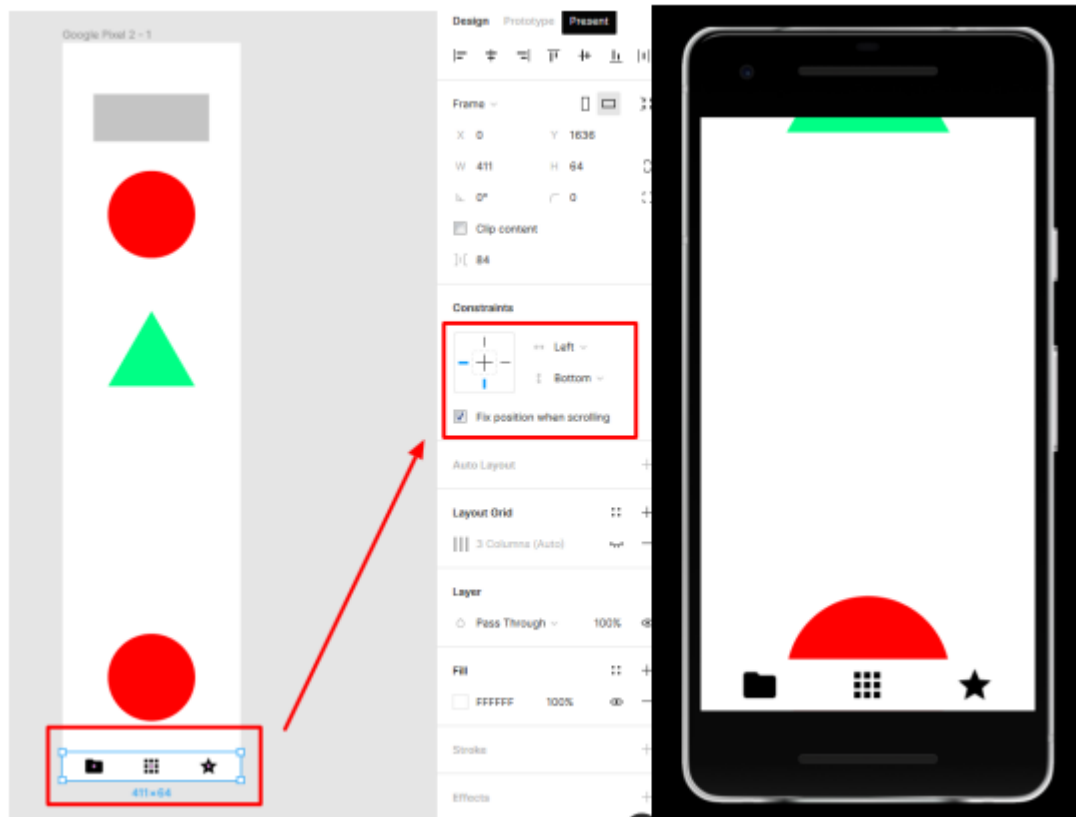 Google Pixel 2 - 1
411×64
Design Prototype Present
Frame
X 0 Y 1636
W 411 H 64
0° 0
Clip content
84
Constraints
Left
Bottom
Fix position when scrolling
Auto Layout
Layout Grid
3 Columns (Auto)
Layer
Pass Through 100%
Fill
FFFFFF 100%
Stroke
Effects